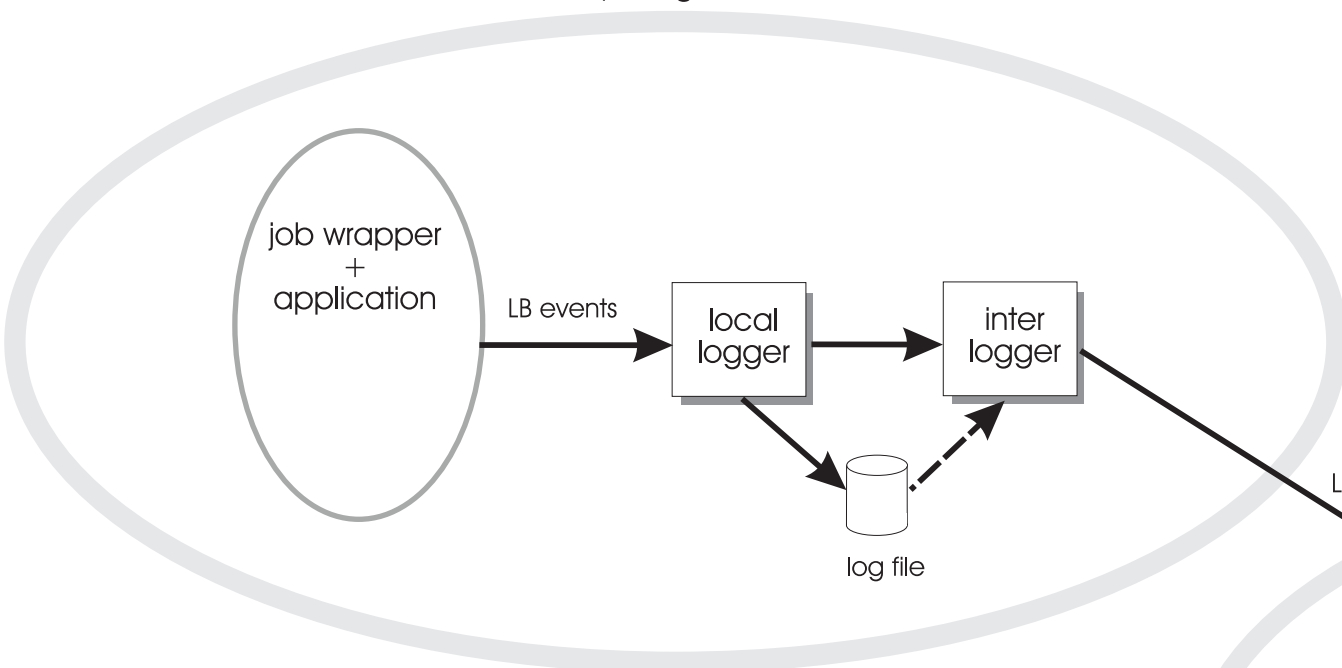 job wrapper
+
application
LB events
local
logger
inter
logger
L
log file